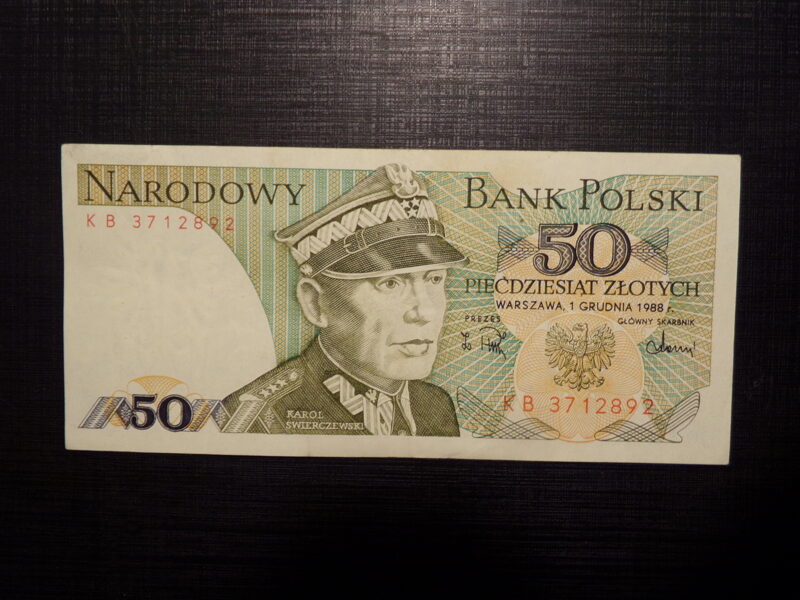 NARODOWY BANK POLSKI
KB 3712892
50
PIĘĆDZIESIĄT ZŁOTYCH
WARSZAWA, 1 GRUDNIA 1988 r.
PREZES
GŁÓWNY SKARBNIK
KB 3712892
50
KAROL
ŚWIERCZEWSKI